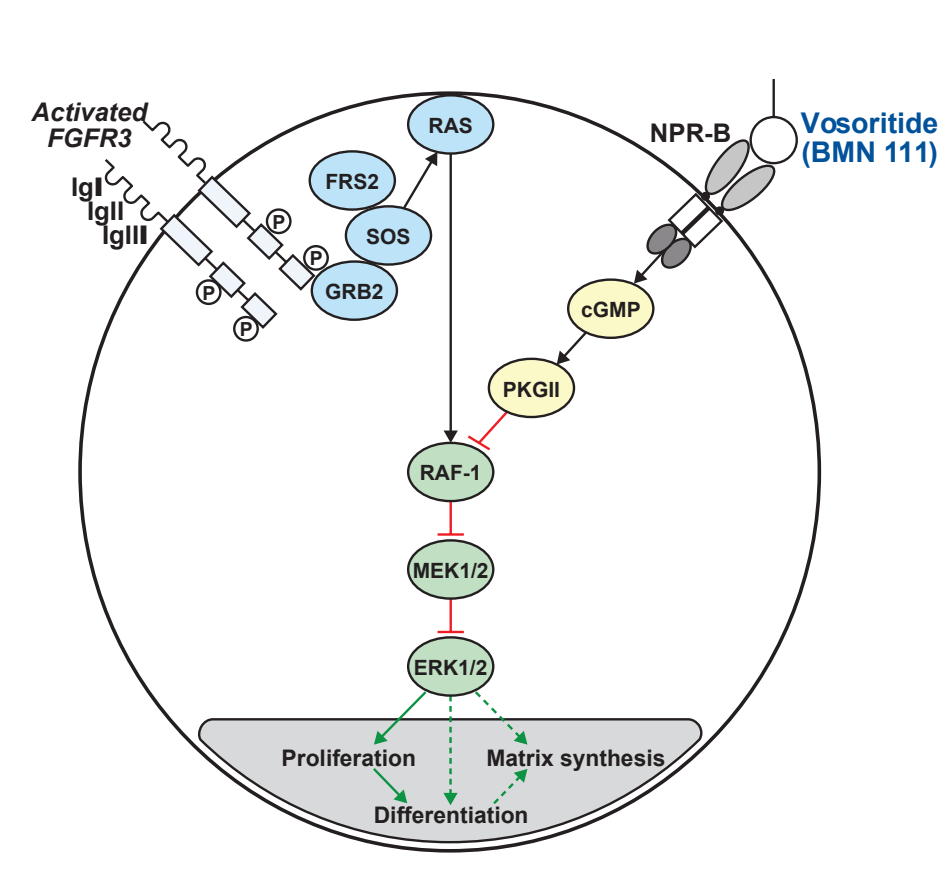 Activated
FGFR3
IgI
IgII
IgIII
P
P
P
P
RAS
FRS2
SOS
GRB2
NPR-B
Vosoritide
(BMN 111)
cGMP
PKGII
RAF-1
MEK1/2
ERK1/2
Proliferation
Matrix synthesis
Differentiation